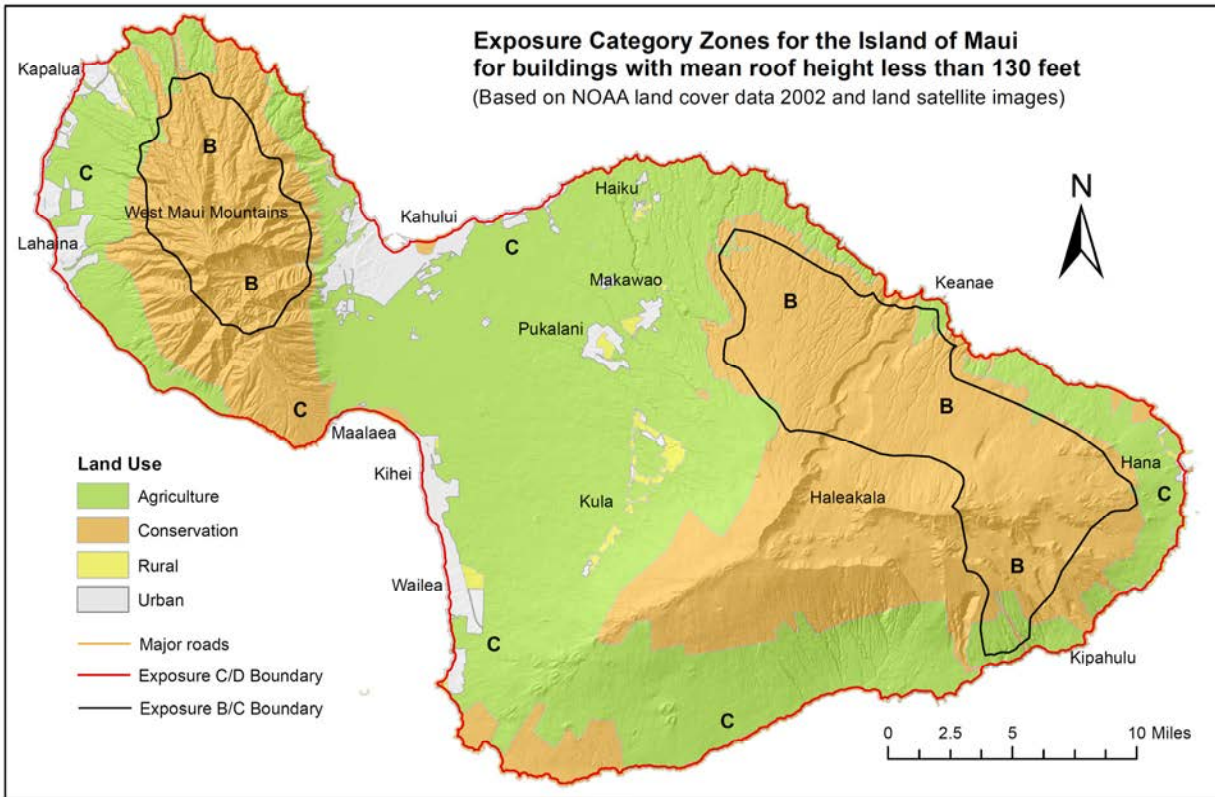 Exposure Category Zones for the Island of Maui
for buildings with mean roof height less than 130 feet
(Based on NOAA land cover data 2002 and land satellite images)
Kapalua
B
C
West Maui Mountains
Lahaina
B
Kahului
C
Haiku
N
Makawao
Pukalani
B
Keanae
C
Maalaea
Kihei
B
Hana
C
Kula
Haleakala
Wailea
B
C
Kipahulu
C
Land Use
Agriculture
Conservation
Rural
Urban
Major roads
Exposure C/D Boundary
Exposure B/C Boundary
0 2.5 5 10 Miles